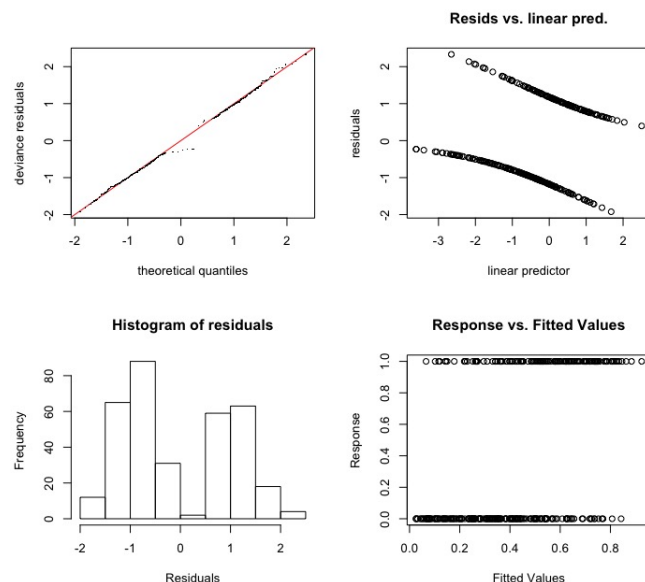 deviance residuals
-2 -1 0 1 2
-2 -1 0 1 2
theoretical quantiles
Resids vs. linear pred.
residuals
-2 -1 0 1 2
-3 -2 -1 0 1 2
linear predictor
Histogram of residuals
Frequency
0 20 40 60 80
-2 -1 0 1 2
Residuals
Response vs. Fitted Values
Response
0.0 0.2 0.4 0.6 0.8 1.0
0.0 0.2 0.4 0.6 0.8
Fitted Values